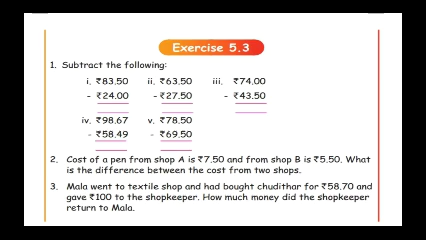 Exercise 5.3
1. Subtract the following:
i. ₹83.50 ii. ₹63.50 iii. ₹74.00
- ₹24.00 - ₹27.50 - ₹43.50
iv. ₹98.67 v. ₹78.50
- ₹58.49 - ₹69.50
2. Cost of a pen from shop A is ₹7.50 and from shop B is ₹5.50. What
is the difference between the cost from two shops.
3. Mala went to textile shop and had bought chudithar for ₹58.70 and
gave ₹100 to the shopkeeper. How much money did the shopkeeper
return to Mala.